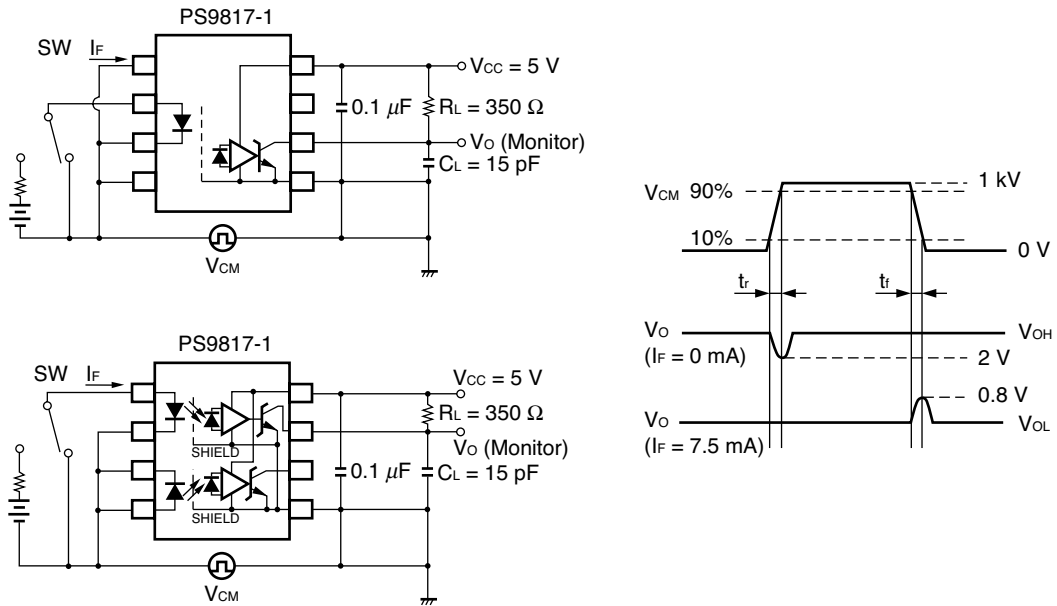 PS9817-1
SW
IF
VCC = 5 V
0.1 μF
RL = 350 Ω
VO (Monitor)
CL = 15 pF
VCM
PS9817-1
SW
IF
SHIELD
SHIELD
VCC = 5 V
RL = 350 Ω
VO (Monitor)
0.1 μF
CL = 15 pF
VCM
VCM 90%
1 kV
10%
0 V
tr
tf
VO
(IF = 0 mA)
VOH
2 V
0.8 V
VO
(IF = 7.5 mA)
VOL